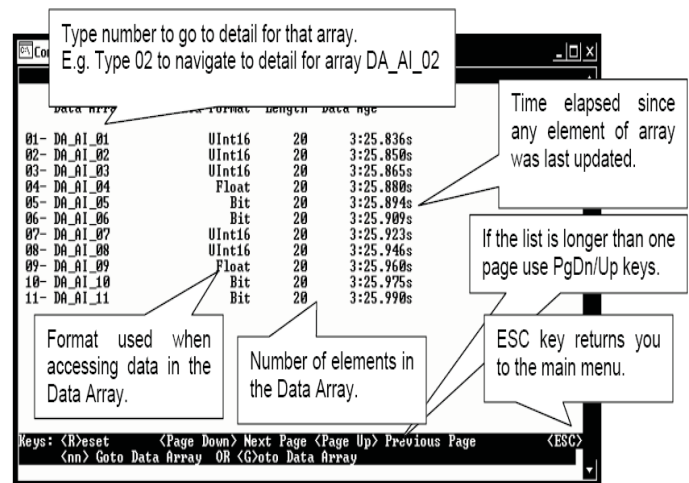 Type number to go to detail for that array.
E.g. Type 02 to navigate to detail for array DA_AI_02
Time elapsed since
any element of array
was last updated.
Length
01- DA_AI_01 UInt16 20 3:25.836s
02- DA_AI_02 UInt16 20 3:25.850s
03- DA_AI_03 UInt16 20 3:25.865s
04- DA_AI_04 Float 20 3:25.880s
05- DA_AI_05 Bit 20 3:25.894s
06- DA_AI_06 Bit 20 3:25.909s
07- DA_AI_07 UInt16 20 3:25.923s
08- DA_AI_08 UInt16 20 3:25.946s
09- DA_AI_09 Float 20 3:25.960s
10- DA_AI_10 Bit 20 3:25.975s
11- DA_AI_11 Bit 20 3:25.990s
If the list is longer than one
page use PgDn/Up keys.
Format used when
accessing data in the
Data Array.
Number of elements in
the Data Array.
ESC key returns you
to the main menu.
Keys: <R>eset <Page Down> Next Page <Page Up> Previous Page <ESC>
<nn> Goto Data Array OR <G>oto Data Array